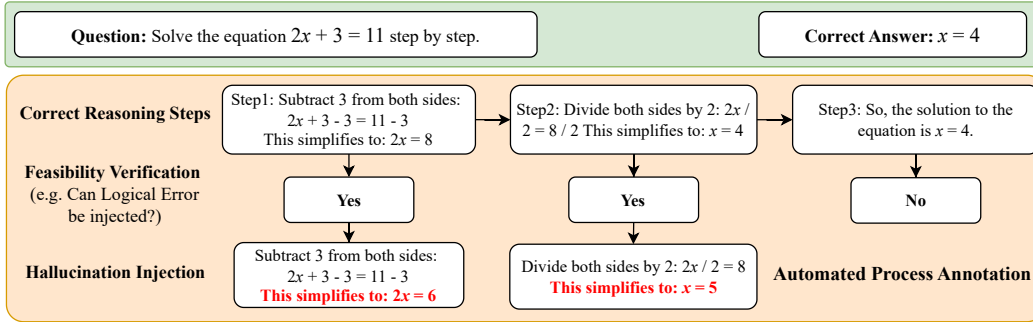 Question: Solve the equation 2x + 3 = 11 step by step.
Correct Answer: x = 4
Correct Reasoning Steps
Step1: Subtract 3 from both sides:
2x + 3 - 3 = 11 - 3
This simplifies to: 2x = 8
Step2: Divide both sides by 2: 2x /
2 = 8 / 2 This simplifies to: x = 4
Step3: So, the solution to the
equation is x = 4.
Feasibility Verification
(e.g. Can Logical Error
be injected?)
Yes
Yes
No
Hallucination Injection
Subtract 3 from both sides:
2x + 3 - 3 = 11 - 3
This simplifies to: 2x = 6
Divide both sides by 2: 2x / 2 = 8
This simplifies to: x = 5
Automated Process Annotation